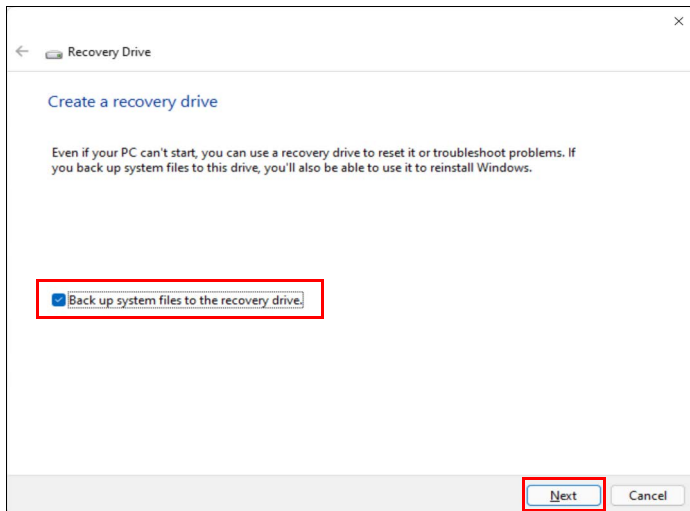 Recovery Drive
Create a recovery drive
Even if your PC can't start, you can use a recovery drive to reset it or troubleshoot problems. If
you back up system files to this drive, you'll also be able to use it to reinstall Windows.
Back up system files to the recovery drive.
Next
Cancel